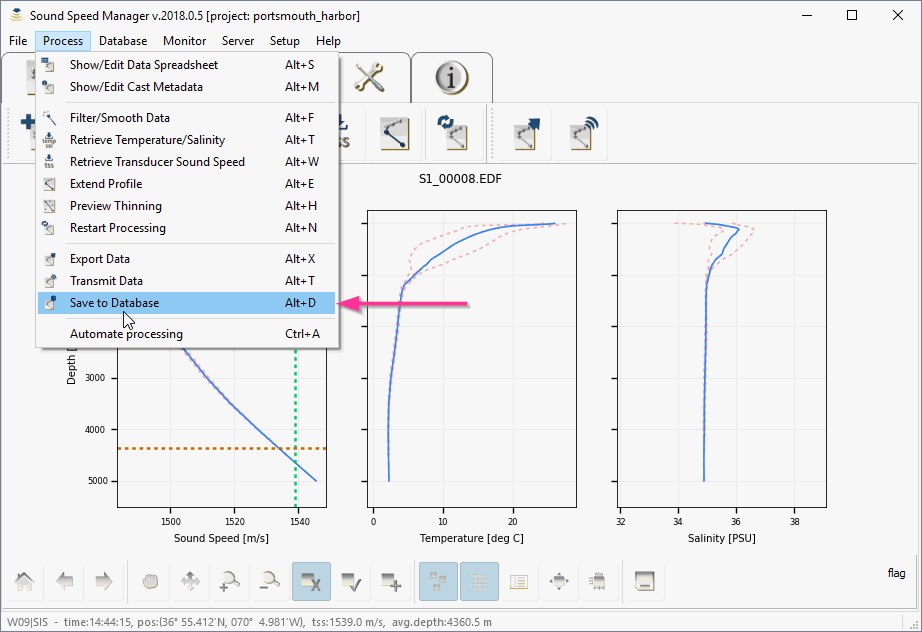 Sound Speed Manager v.2018.0.5 [project: portsmouth_harbor]
File Process Database Monitor Server Setup Help
Show/Edit Data Spreadsheet Alt+S
Show/Edit Cast Metadata Alt+M
Filter/Smooth Data Alt+F
Retrieve Temperature/Salinity Alt+T
Retrieve Transducer Sound Speed Alt+W
Extend Profile Alt+E
Preview Thinning Alt+H
Restart Processing Alt+N
Export Data Alt+X
Transmit Data Alt+T
Save to Database Alt+D
Automate processing Ctrl+A
S1_00008.EDF
Depth
3000
4000
5000
1500 1520 1540
Sound Speed [m/s]
0 10 20
Temperature [deg C]
32 34 36 38
Salinity [PSU]
flag
W09|SIS - time:14:44:15, pos:(36° 55.412'N, 070° 4.981'W), tss:1539.0 m/s, avg.depth:4360.5 m